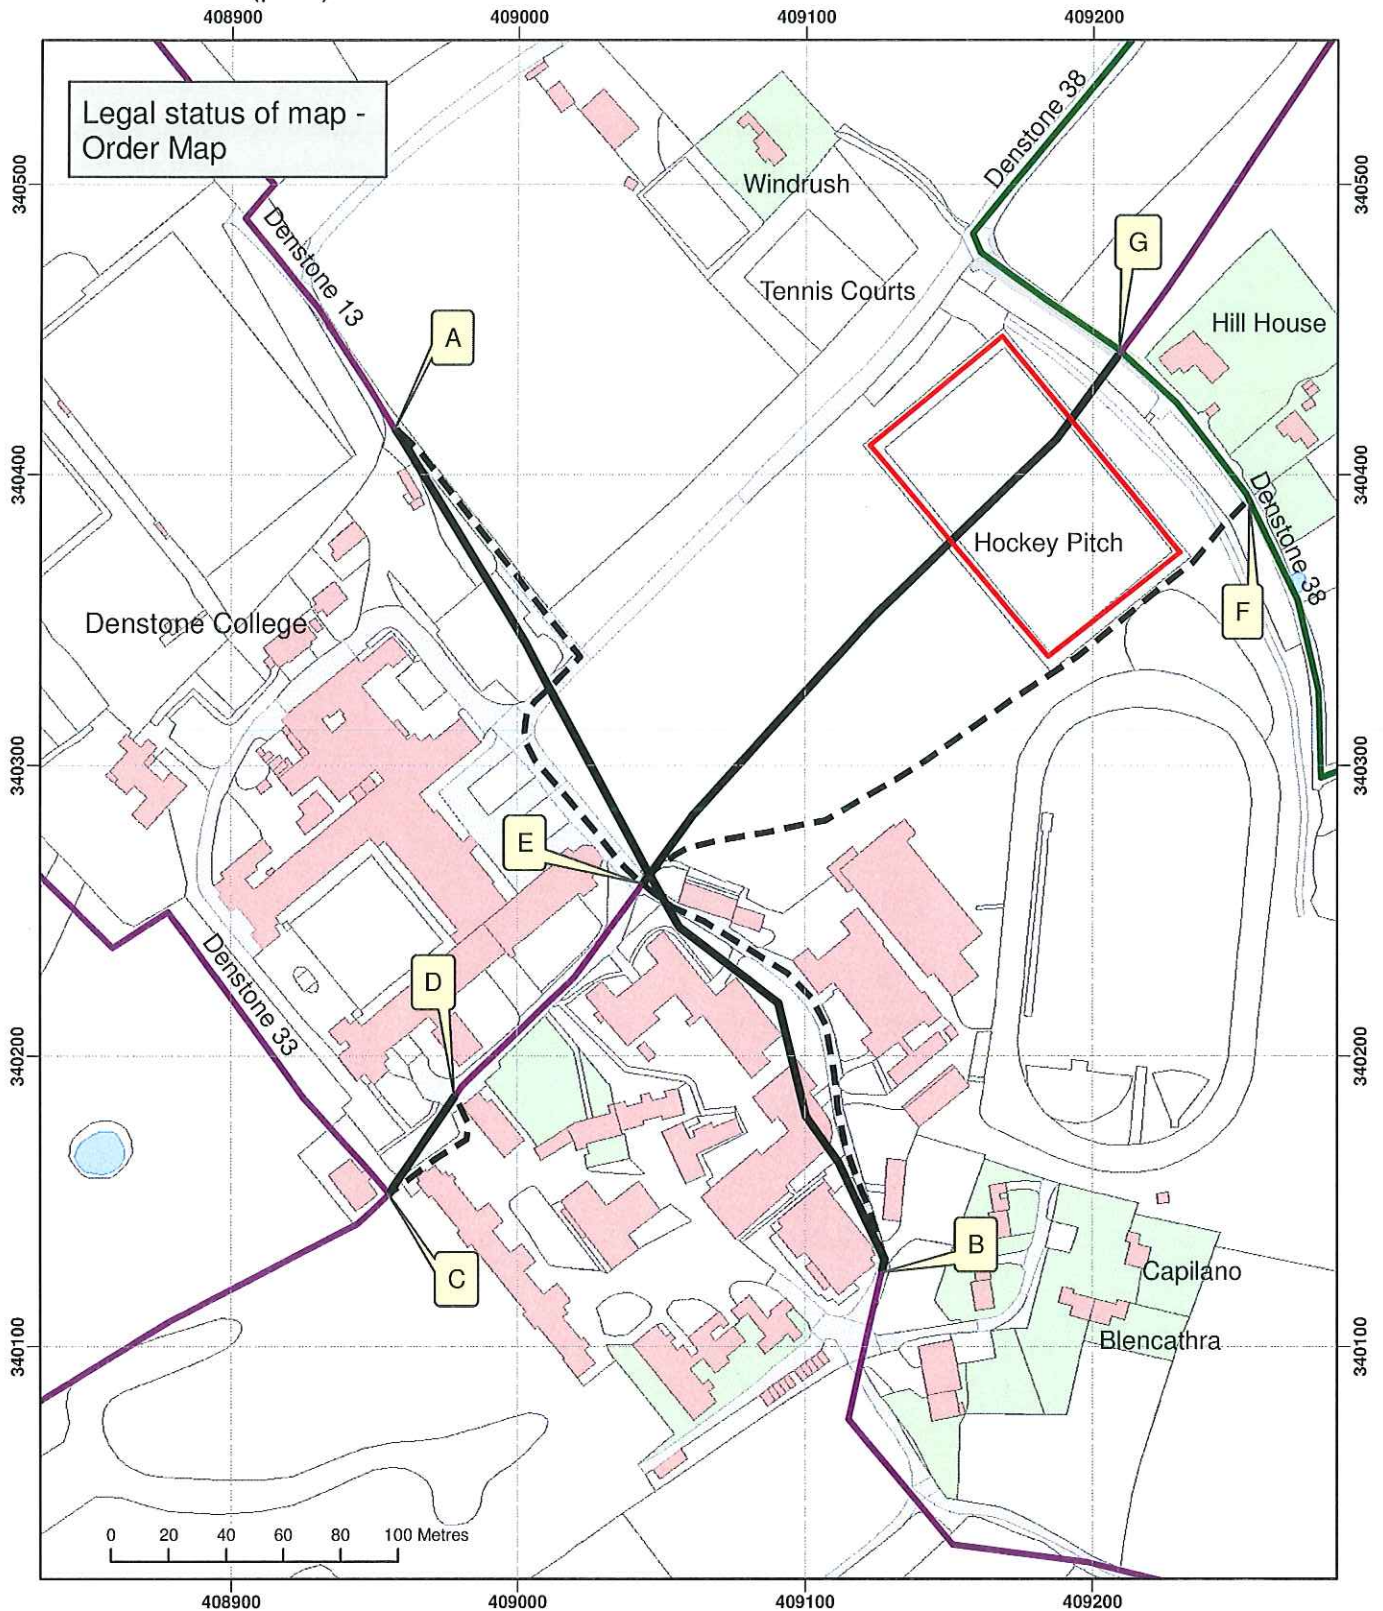 408900
409000
409100
409200
Legal status of map -
Order Map
Denstone 38
340500
340500
Windrush
Denstone 13
G
Tennis Courts
Hill House
A
340400
340400
Denstone 38
Hockey Pitch
F
Denstone College
340300
340300
E
Denstone 33
D
340200
340200
B
C
Capilano
Blencathra
340100
340100
0 20 40 60 80 100 Metres
408900
409000
409100
409200